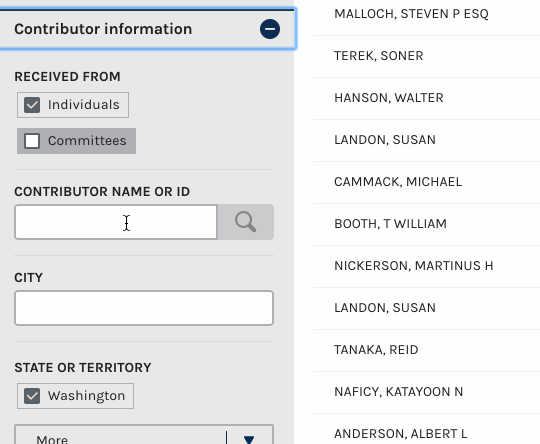 Contributor information
RECEIVED FROM
Individuals
Committees
CONTRIBUTOR NAME OR ID
CITY
STATE OR TERRITORY
Washington
More
MALLOCH, STEVEN P ESQ
TEREK, SONER
HANSON, WALTER
LANDON, SUSAN
CAMMACK, MICHAEL
BOOTH, T WILLIAM
NICKERSON, MARTINUS H
LANDON, SUSAN
TANAKA, REID
NAFICY, KATAYOON N
ANDERSON, ALBERT L